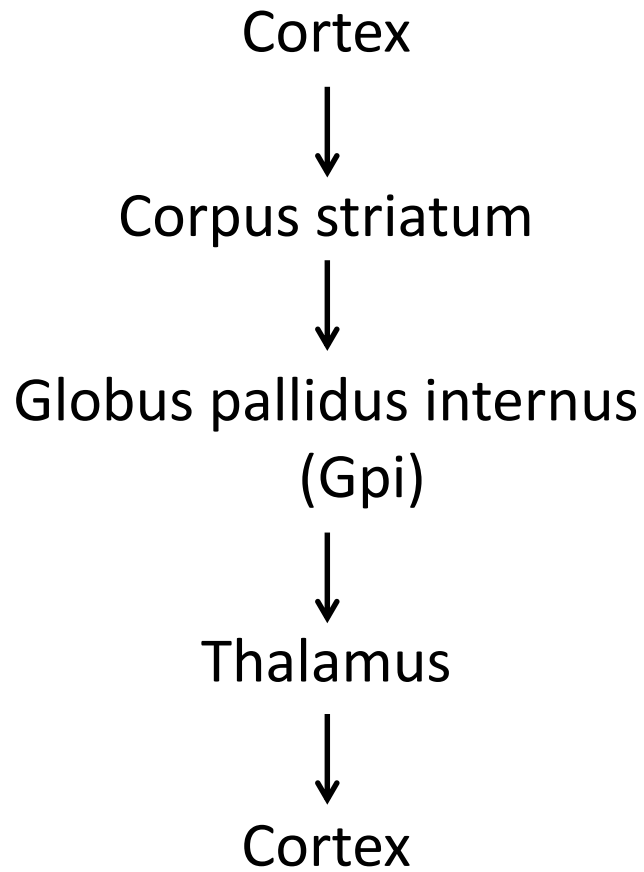 Cortex
Corpus striatum
Globus pallidus internus
(Gpi)
Thalamus
Cortex